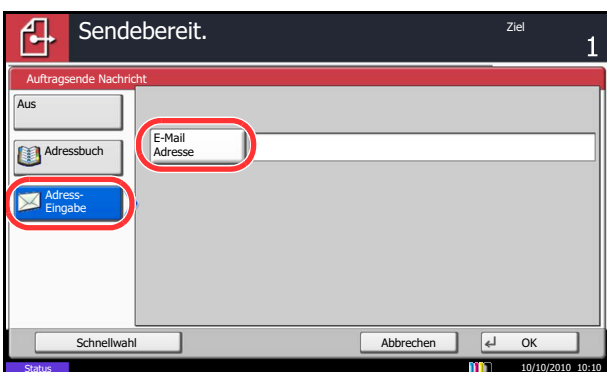 Sendebereit.
Ziel
1
Auftragsende Nachricht
Aus
Adressbuch
Adress-
Eingabe
E-Mail
Adresse
Schnellwahl
Abbrechen
OK
Status
10/10/2010 10:10